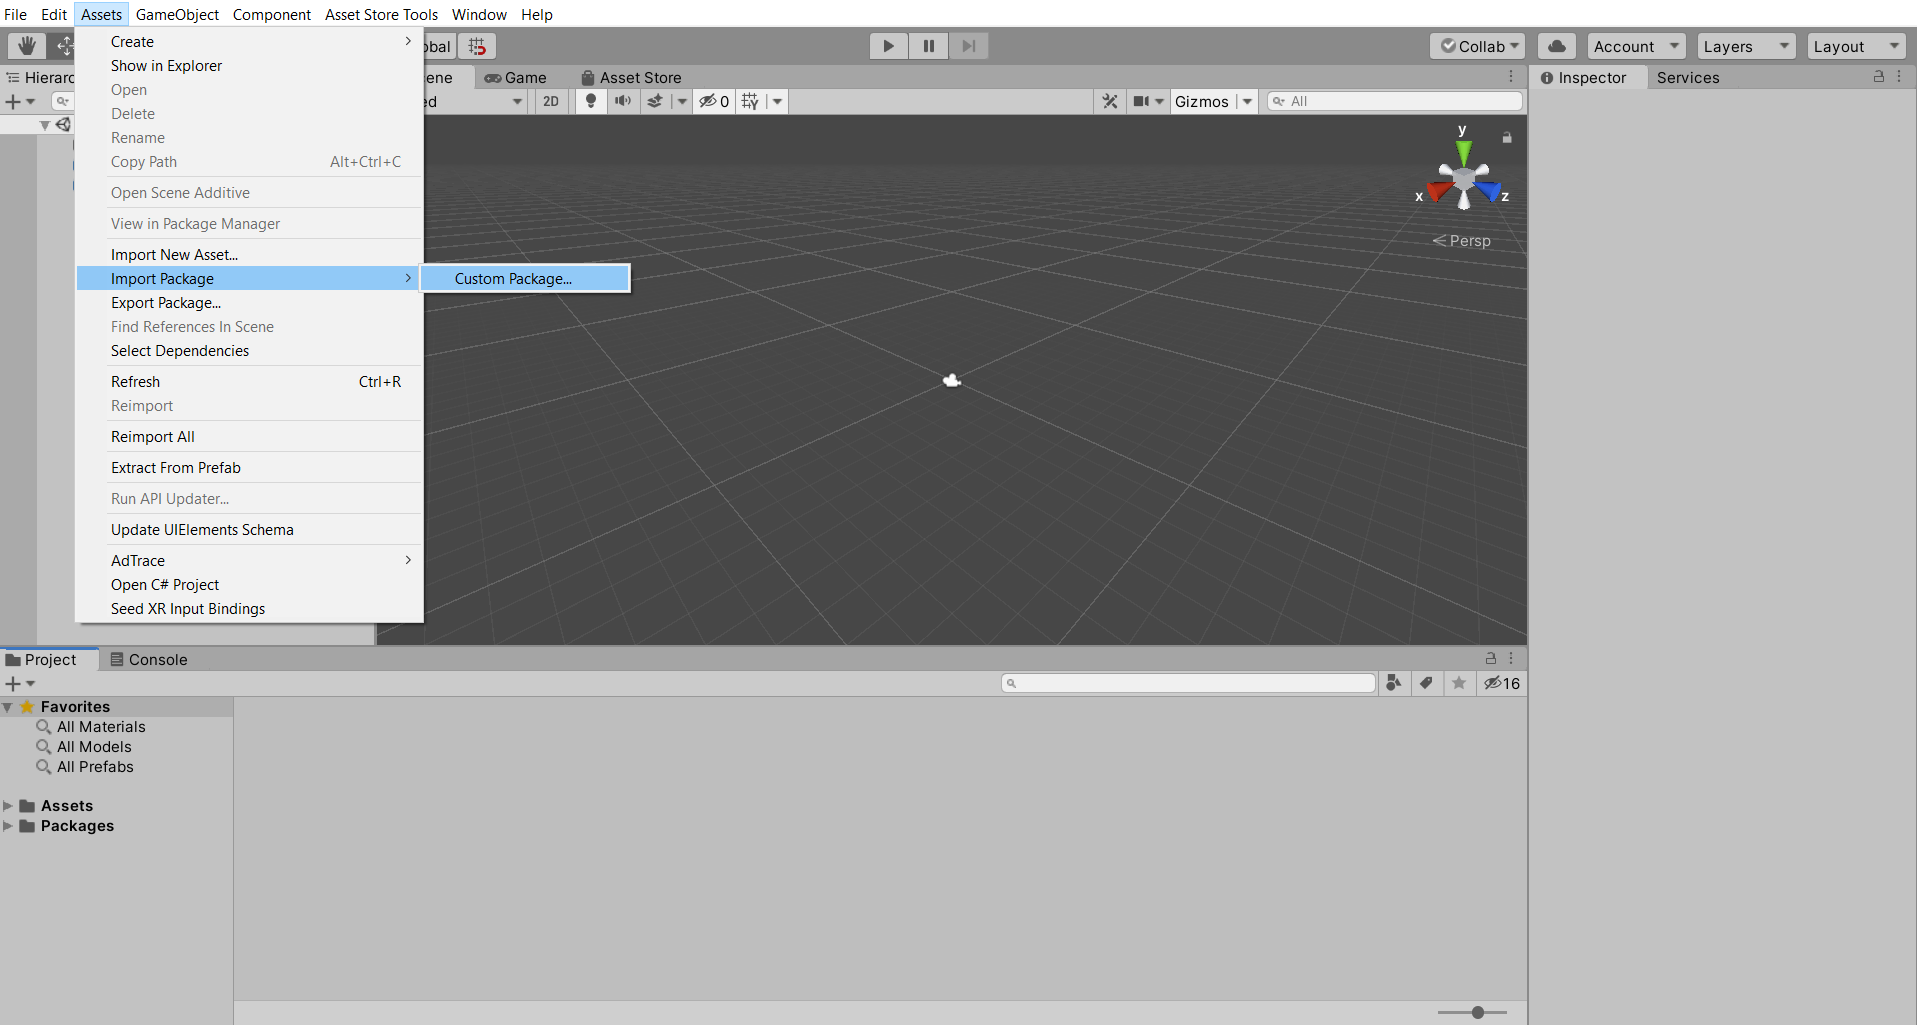 File Edit Assets GameObject Component Asset Store Tools Window Help
Collab Account Layers Layout
Create
Show in Explorer
Open
Delete
Rename
Copy Path Alt+Ctrl+C
Open Scene Additive
View in Package Manager
Import New Asset...
Import Package
Custom Package...
Export Package...
Find References In Scene
Select Dependencies
Refresh Ctrl+R
Reimport
Reimport All
Extract From Prefab
Run API Updater...
Update UIElements Schema
AdTrace
Open C# Project
Seed XR Input Bindings
Game Asset Store
2D 0 Gizmos All
y
x z
Persp
Inspector Services
Project Console
16
Favorites
All Materials
All Models
All Prefabs
Assets
Packages